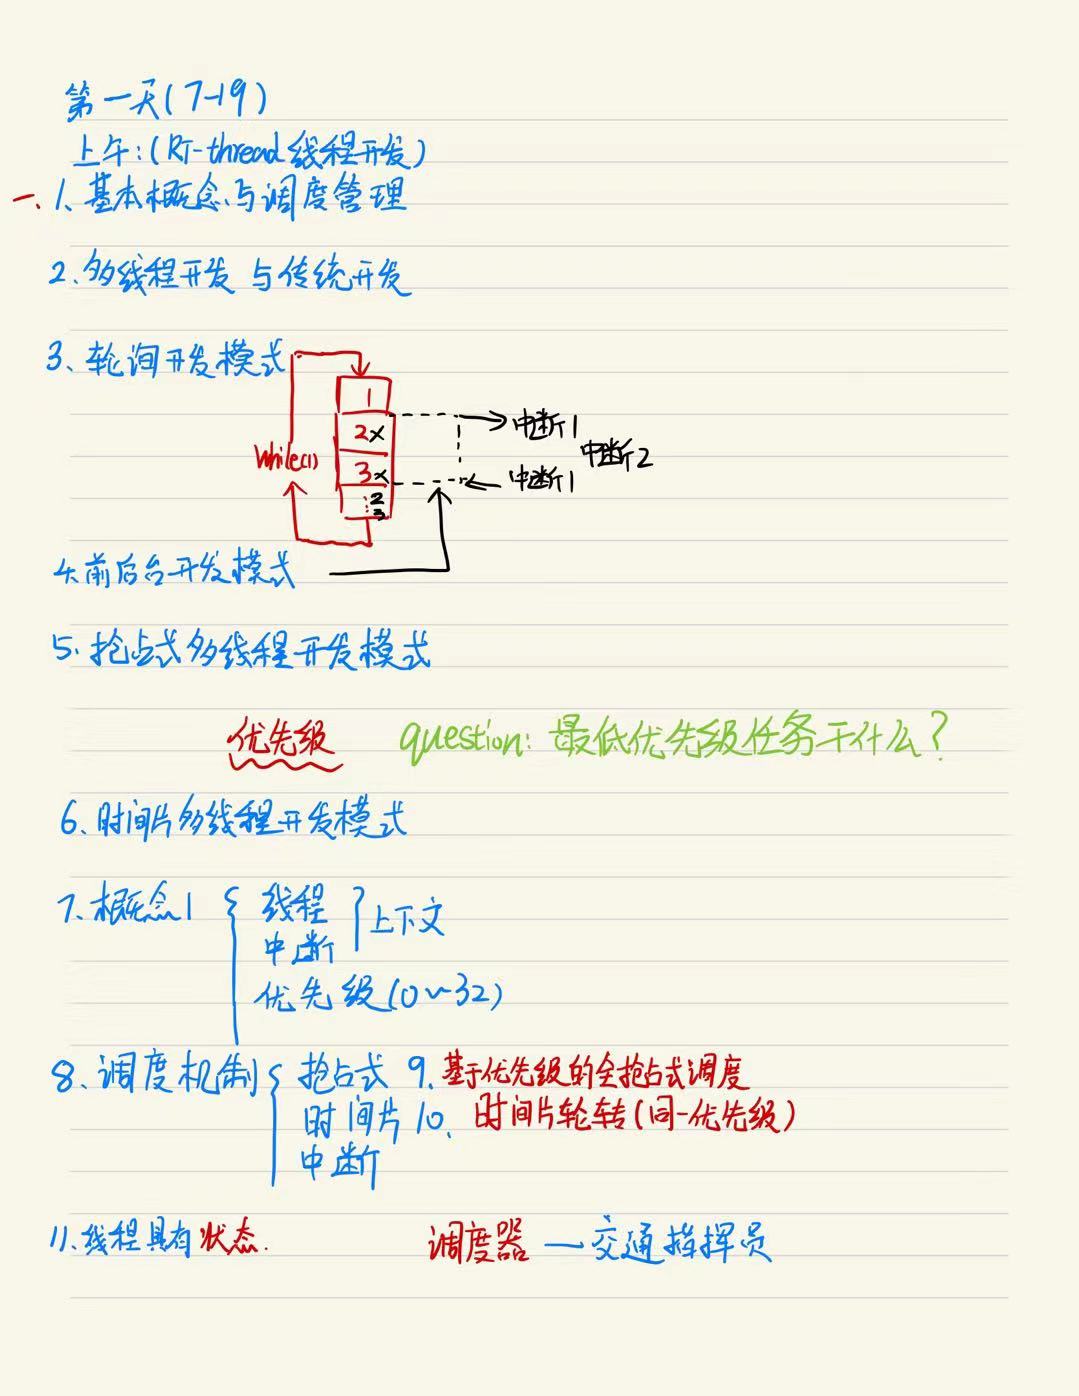 第一天(7-19)
上午:(RT-thread线程开发)
一、1、基本概念与调度管理
2、多线程开发 与传统开发
3、轮询开发模式
1
2x
3x
2
3
while(1)
中断1
中断2
中断1
4、前后台开发模式
5、抢占式多线程开发模式
优先级 question: 最低优先级任务干什么?
6、时间片多线程开发模式
7、概念1 { 线程 } 上下文
中断
优先级(0~32)
8、调度机制 { 抢占式 9、基于优先级的全抢占式调度
时间片 10、时间片轮转(同一优先级)
中断
11、线程具有状态.
调度器 — 交通指挥员